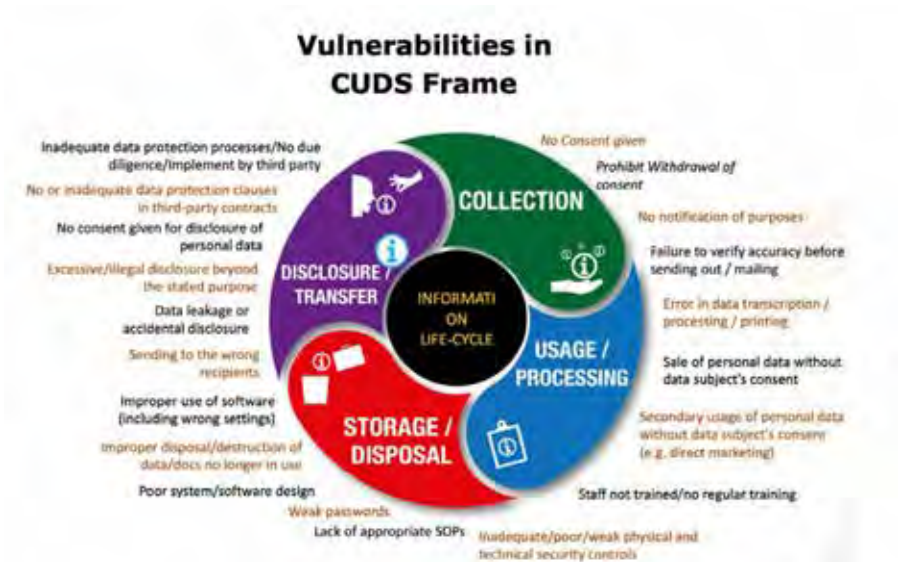 Vulnerabilities in
CUDS Frame
Inadequate data protection processes/No due
diligence/Implement by third party
No or inadequate data protection clauses
in third-party contracts
No consent given for disclosure of
personal data
Excessive/illegal disclosure beyond
the stated purpose
Data leakage or
accidental disclosure
Sending to the wrong
recipients
Improper use of software
(including wrong settings)
Improper disposal/destruction of
data/docs no longer in use
Poor system/software design
Weak passwords
Lack of appropriate SOPs
COLLECTION
DISCLOSURE /
TRANSFER
INFORMATI
ON
LIFE-CYCLE
USAGE /
PROCESSING
STORAGE /
DISPOSAL
No Consent given
Prohibit Withdrawal of
consent
No notification of purposes
Failure to verify accuracy before
sending out / mailing
Error in data transcription /
processing / printing
Sale of personal data without
data subject's consent
Secondary usage of personal data
without data subject's consent
(e.g. direct marketing)
Staff not trained/no regular training
Inadequate/poor/weak physical and
technical security controls